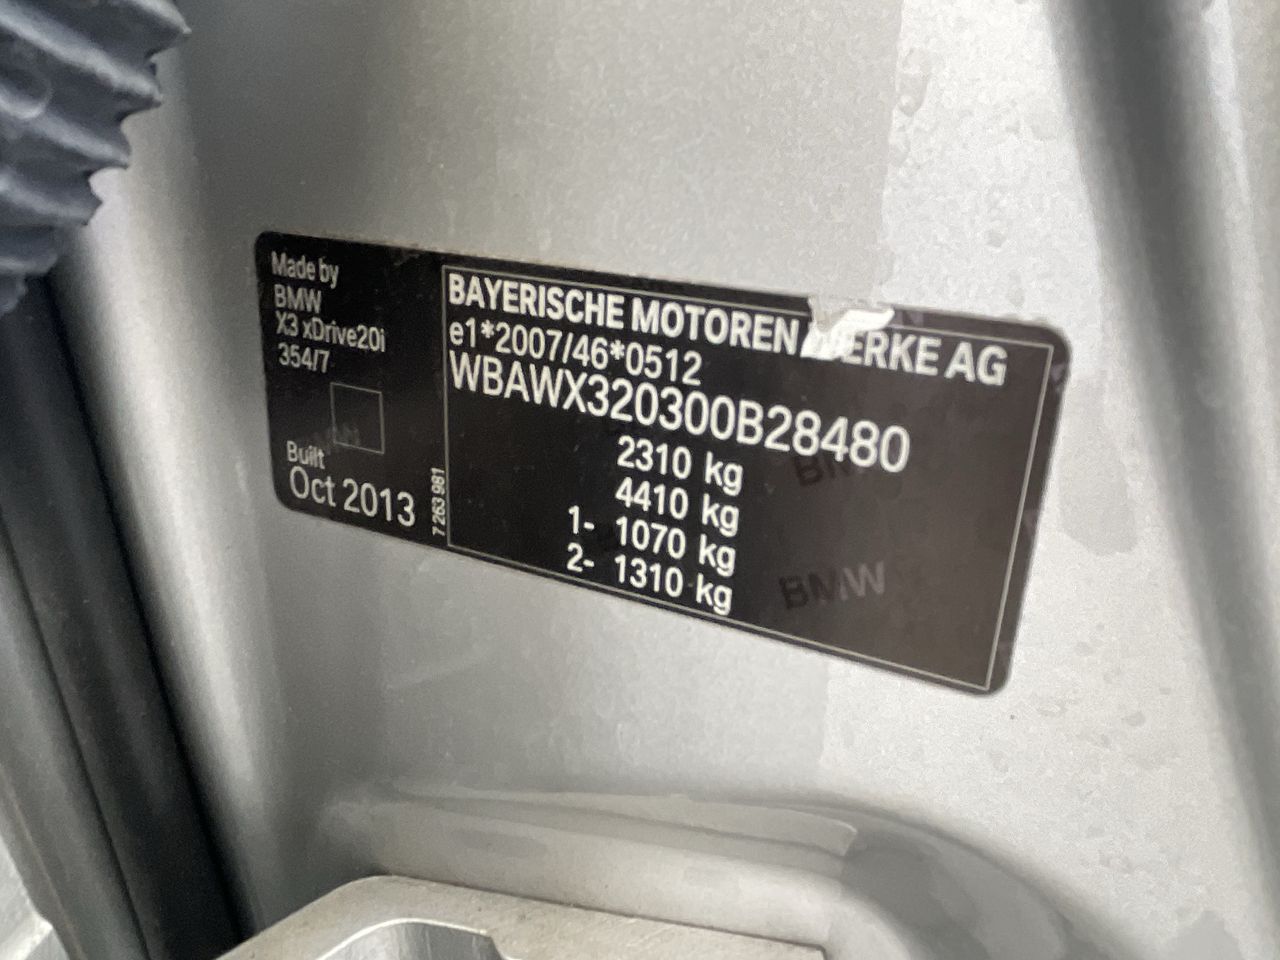 Made by
BMW
X3 xDrive20i
354/7
Built
Oct 2013
7 263 981
BAYERISCHE MOTOREN WERKE AG
e1*2007/46*0512
WBAWX320300B28480
2310 kg
4410 kg
1- 1070 kg
2- 1310 kg
BMW
BMW